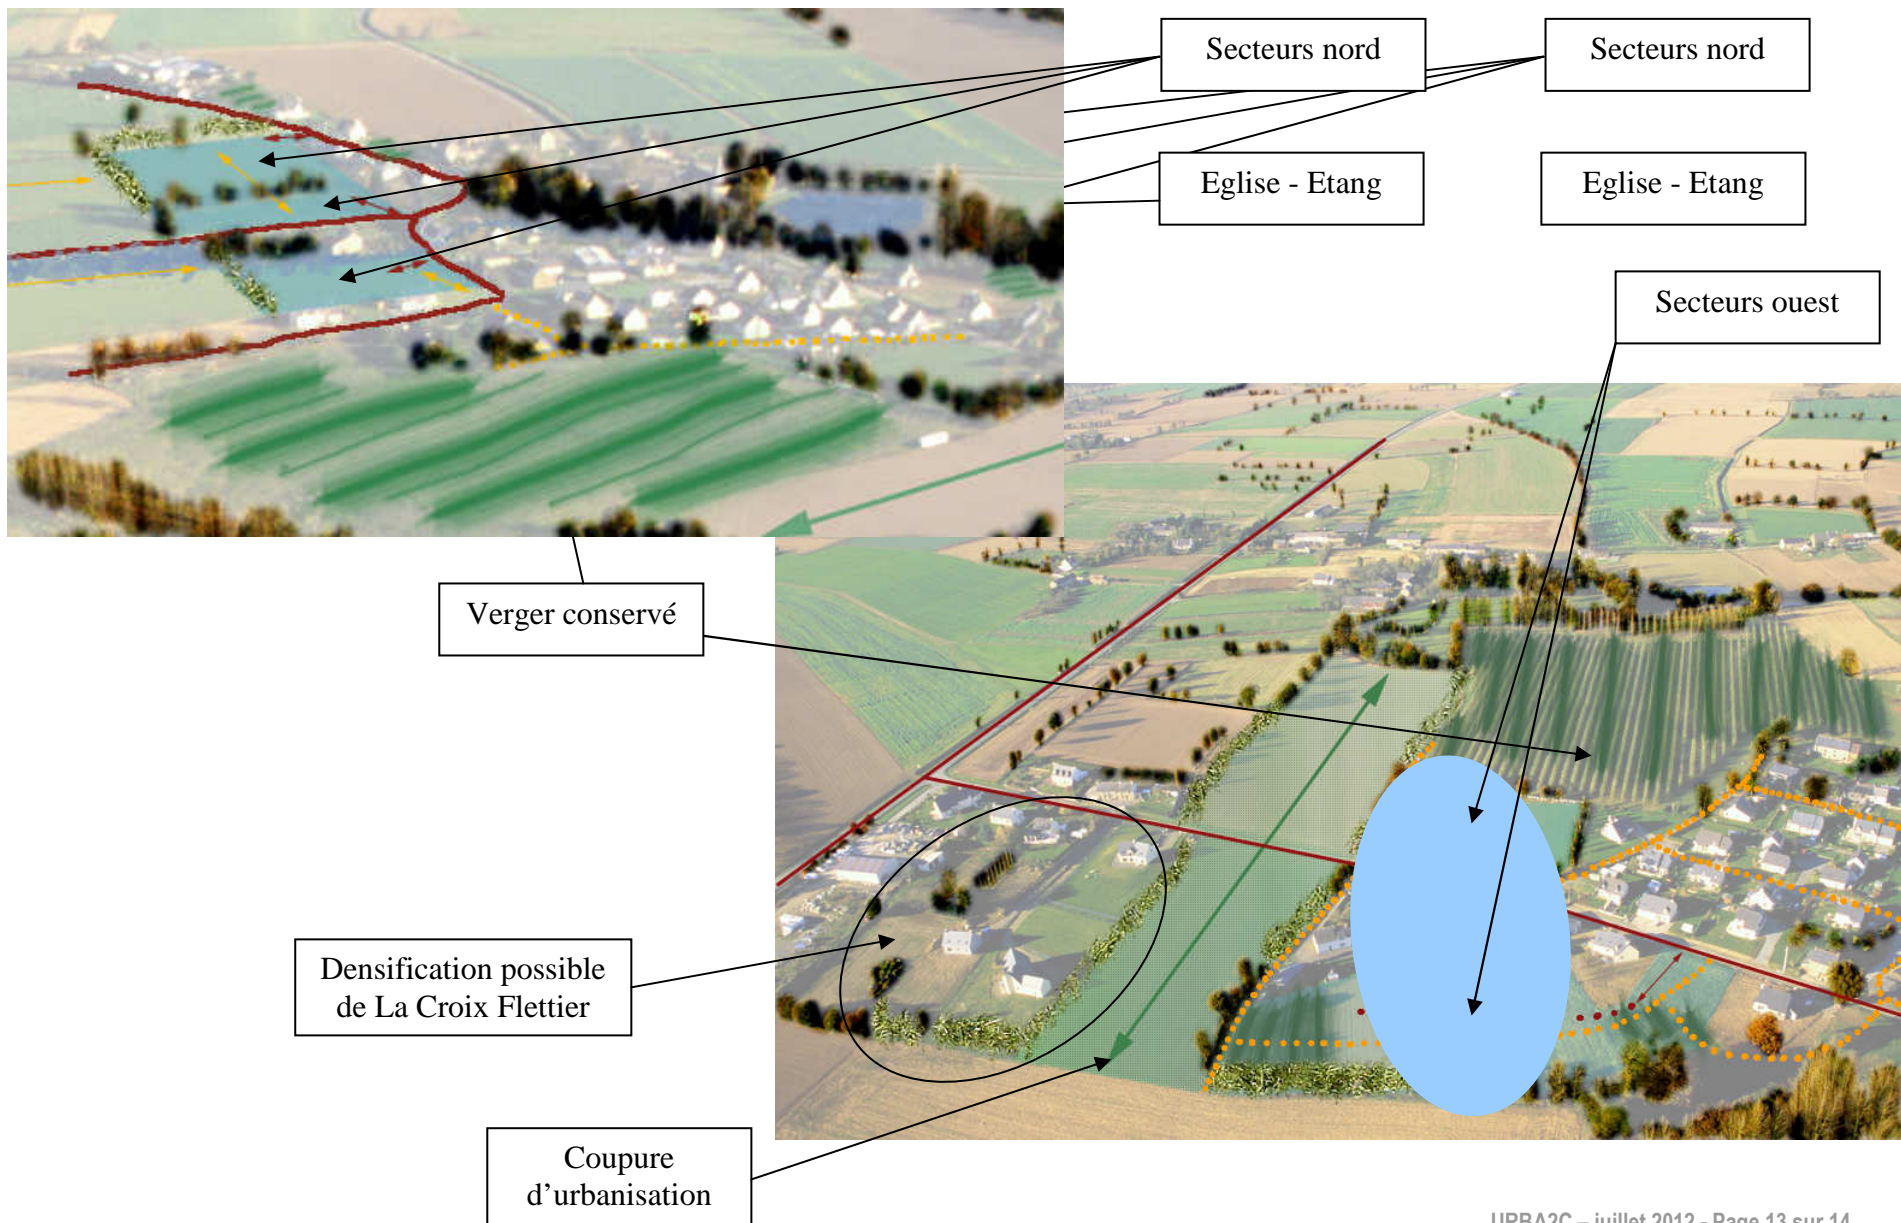 Secteurs nord
Secteurs nord
Eglise - Etang
Eglise - Etang
Secteurs ouest
Verger conservé
Densification possible
de La Croix Flettier
Coupure
d’urbanisation
URBA2C – juillet 2012 - Page 13 sur 14